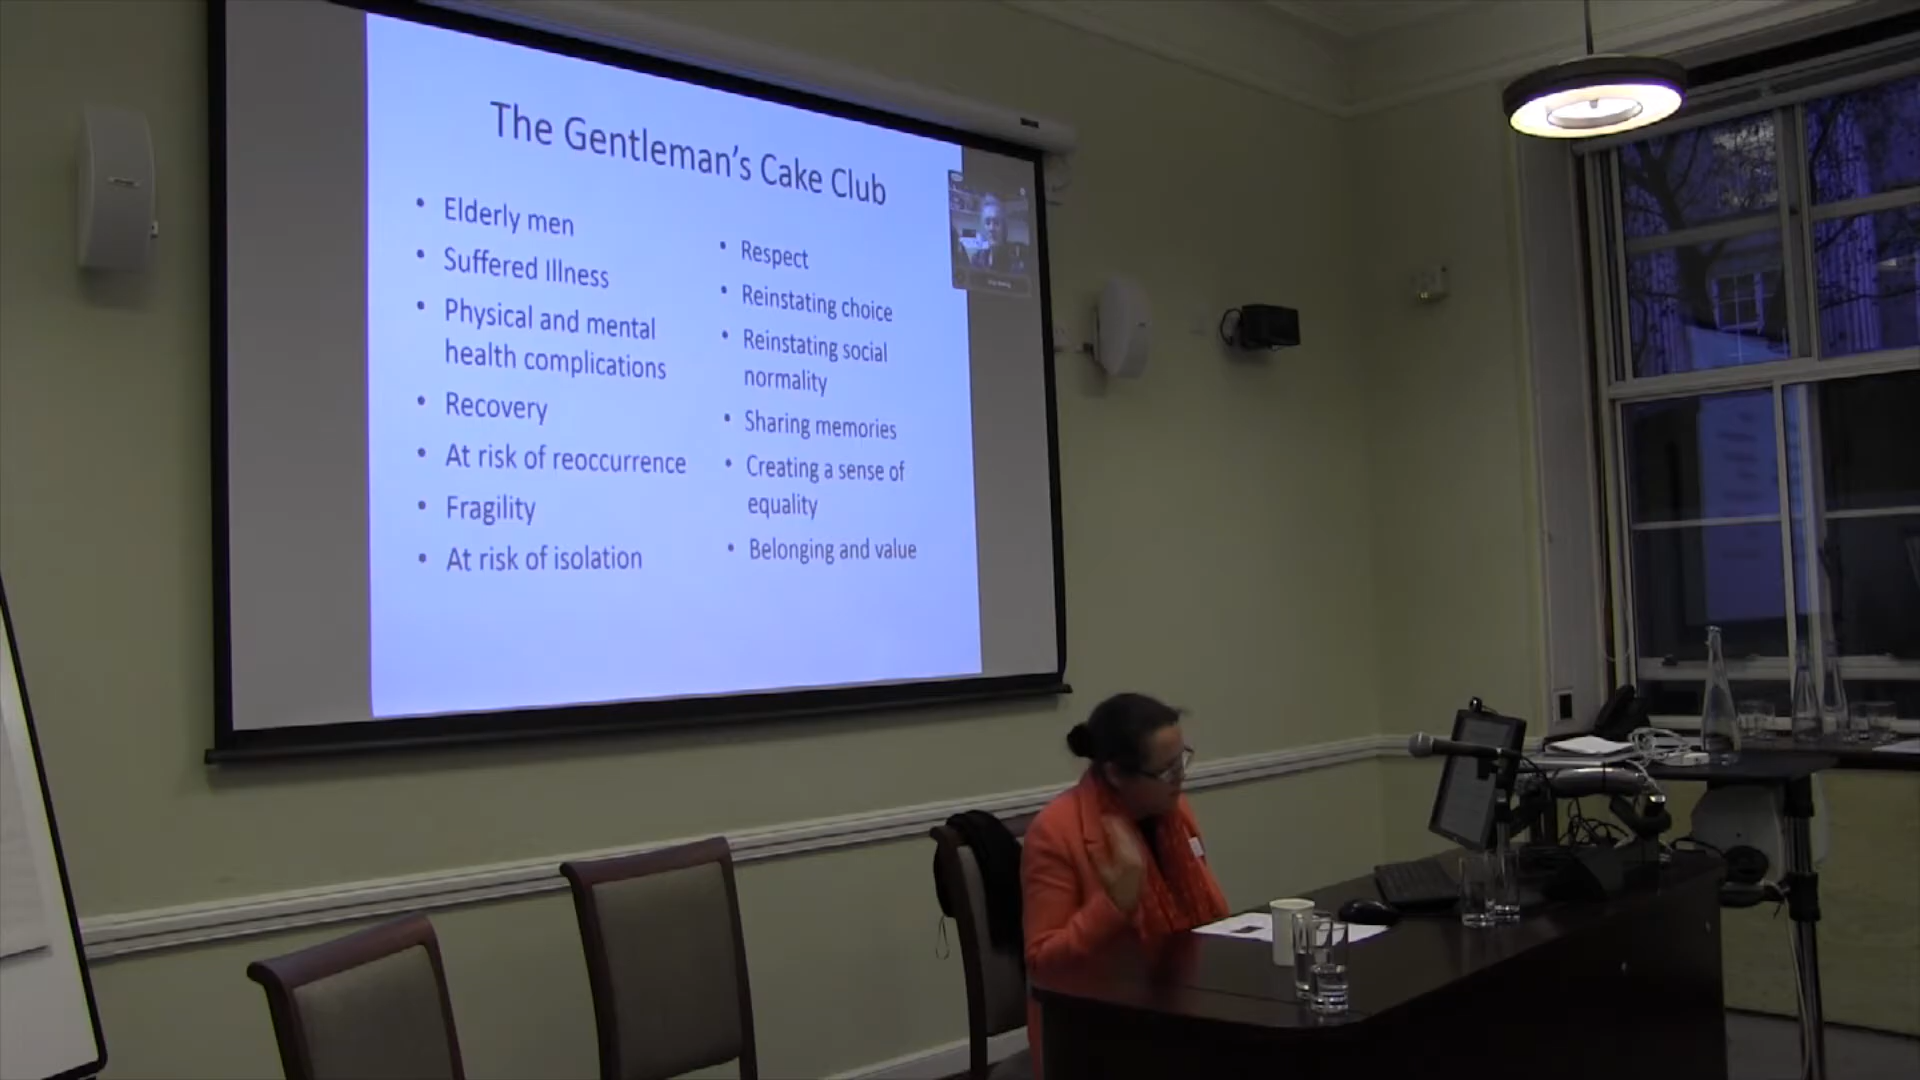 The Gentleman's Cake Club
• Elderly men
• Suffered Illness
• Physical and mental
health complications
• Recovery
• At risk of reoccurrence
• Fragility
• At risk of isolation
• Respect
• Reinstating choice
• Reinstating social
normality
• Sharing memories
• Creating a sense of
equality
• Belonging and value